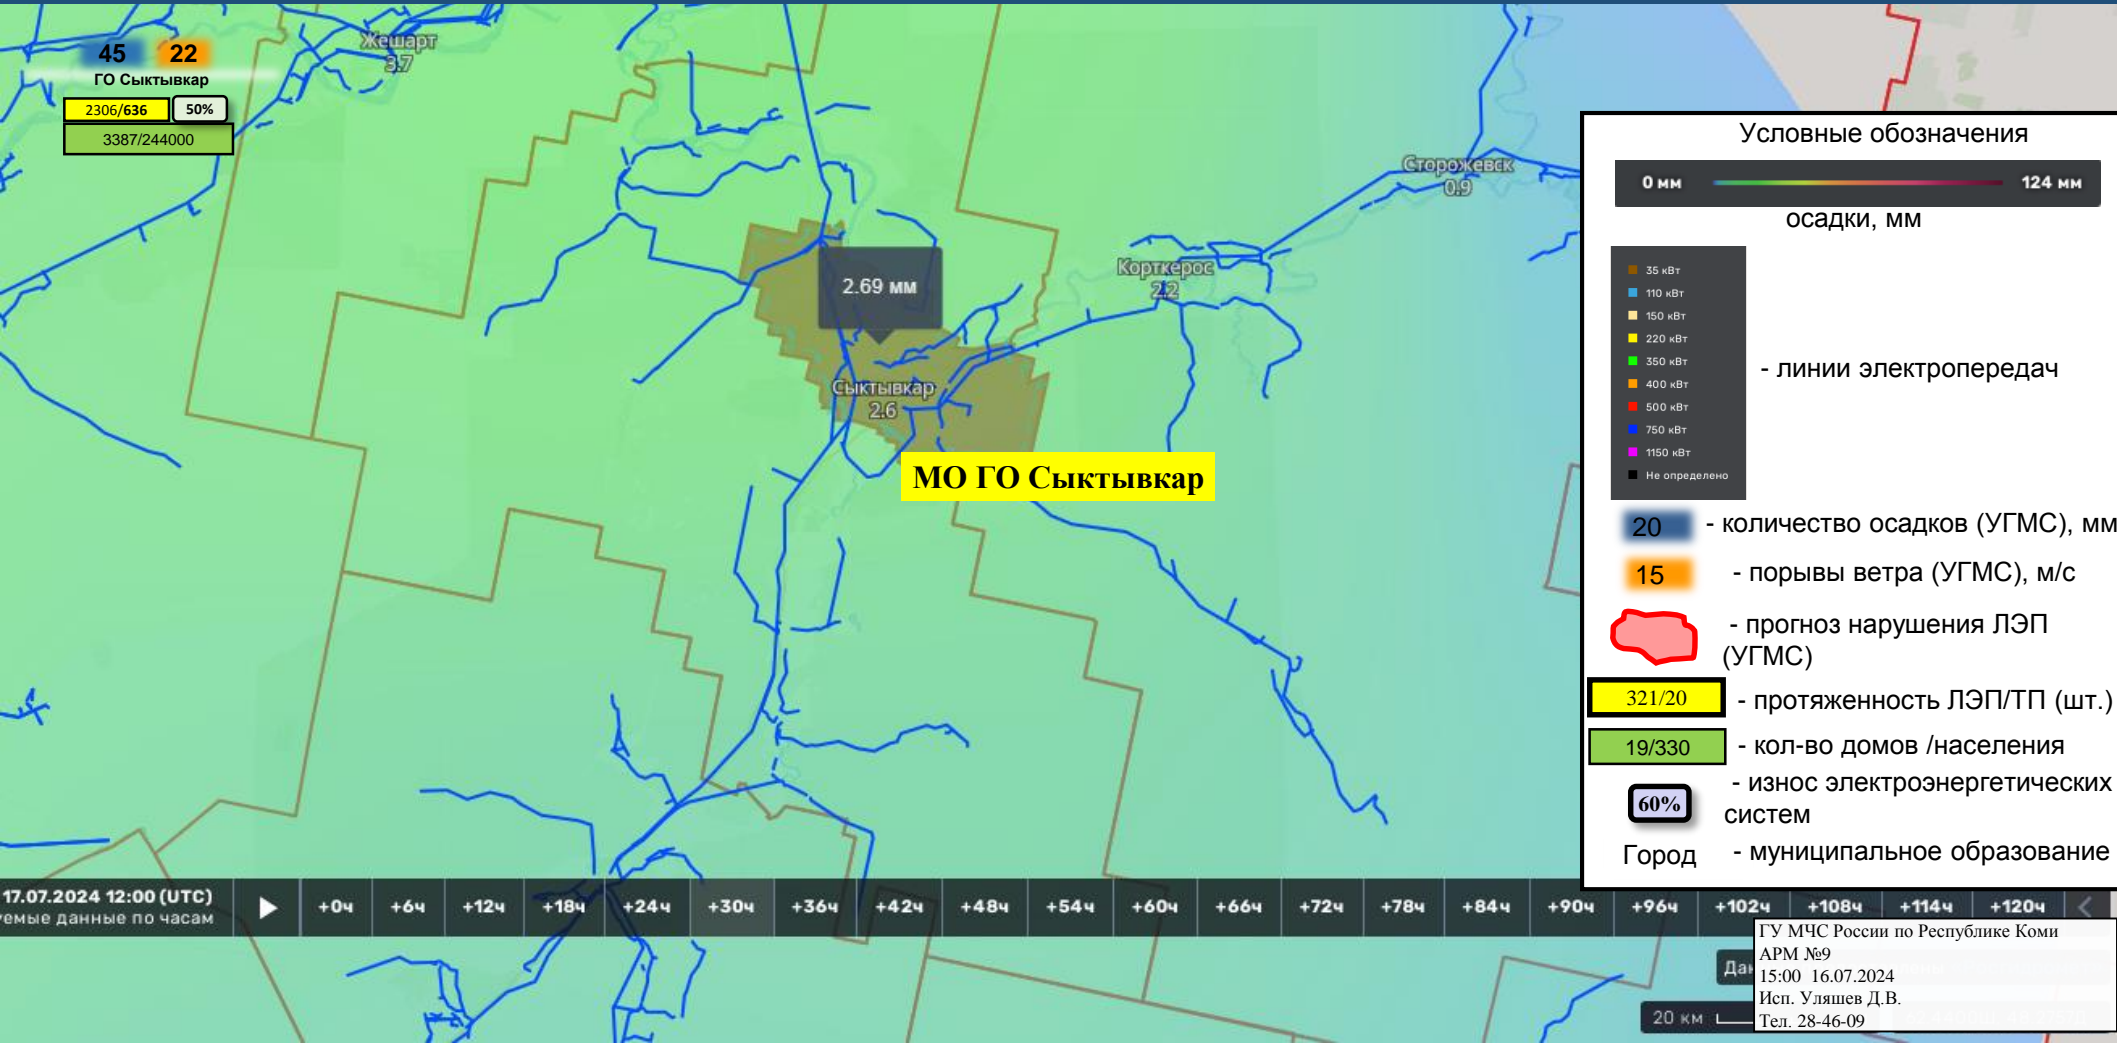 Жешарт
3.7
45 22
ГО Сыктывкар
2306/636 50%
3387/244000
Сторожевск
0.9
Корткерос
2.2
2.69 мм
Сыктывкар
2.6
МО ГО Сыктывкар
Условные обозначения
0 мм 124 мм
осадки, мм
35 кВт
110 кВт
150 кВт
220 кВт
350 кВт
400 кВт
500 кВт
750 кВт
1150 кВт
Не определено
- линии электропередач
20 - количество осадков (УГМС), мм
15 - порывы ветра (УГМС), м/с
- прогноз нарушения ЛЭП
(УГМС)
321/20 - протяженность ЛЭП/ТП (шт.)
19/330 - кол-во домов /населения
60% - износ электроэнергетических
систем
Город - муниципальное образование
17.07.2024 12:00 (UTC)
данные по часам
+0ч +6ч +12ч +18ч +24ч +30ч +36ч +42ч +48ч +54ч +60ч +66ч +72ч +78ч +84ч +90ч +96ч +102ч +108ч +114ч +120ч
ГУ МЧС России по Республике Коми
АРМ №9
15:00 16.07.2024
Исп. Уляшев Д.В.
Тел. 28-46-09
20 км